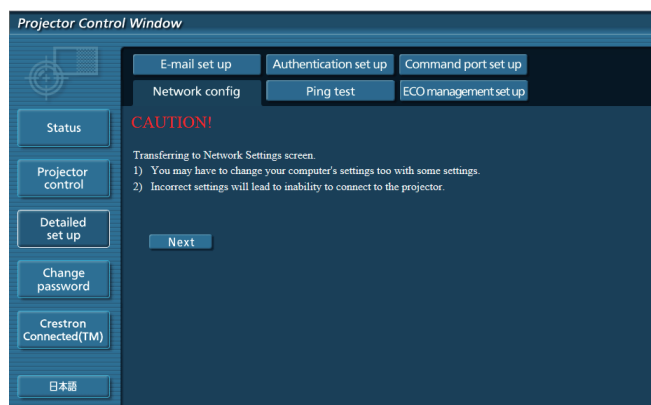 Projector Control Window
E-mail set up
Authentication set up
Command port set up
Network config
Ping test
ECO management set up
Status
Projector
control
Detailed
set up
Change
password
Crestron
Connected(TM)
日本語
CAUTION!
Transferring to Network Settings screen.
1) You may have to change your computer's settings too with some settings.
2) Incorrect settings will lead to inability to connect to the projector.
Next